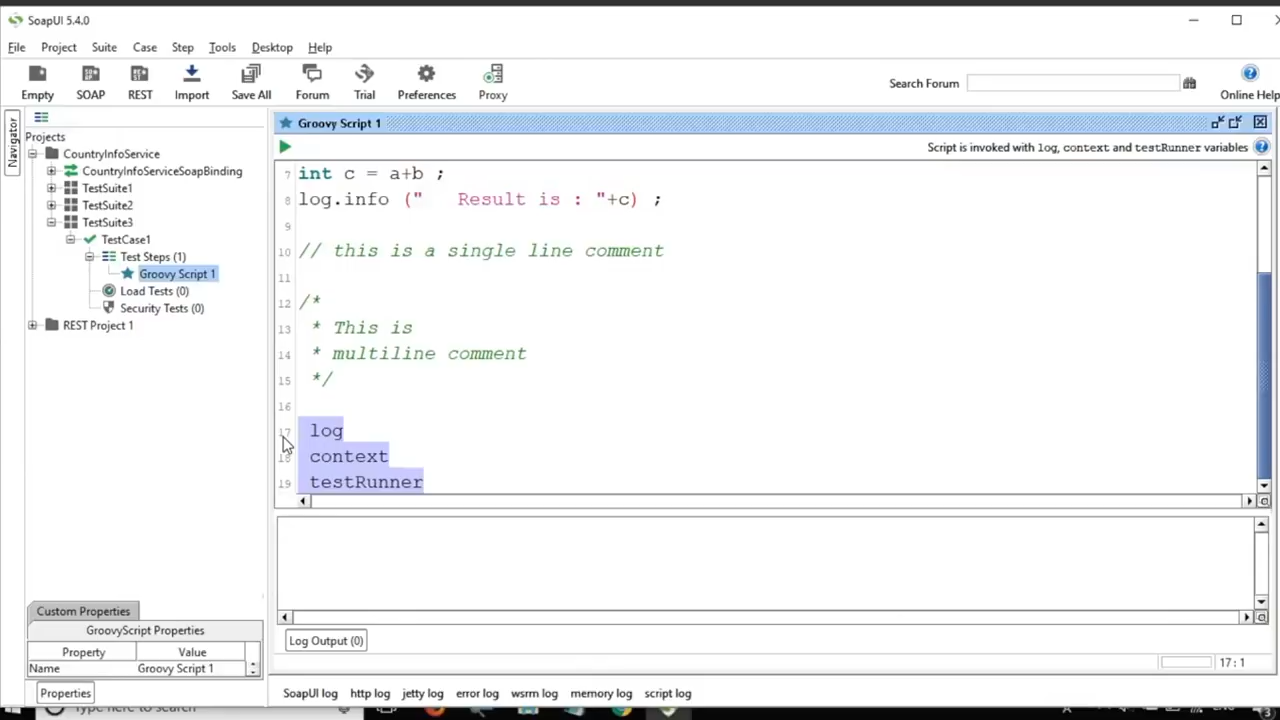 SoapUI 5.4.0
File Project Suite Case Step Tools Desktop Help
Empty SOAP REST Import Save All Forum Trial Preferences Proxy
Search Forum
Online Help
Navigator
Projects
CountryInfoService
CountryInfoServiceSoapBinding
TestSuite1
TestSuite2
TestSuite3
TestCase1
Test Steps (1)
Groovy Script 1
Load Tests (0)
Security Tests (0)
REST Project 1
Groovy Script 1
Script is invoked with log, context and testRunner variables
7 int c = a+b ;
8 log.info ("   Result is : "+c) ;
9
10 // this is a single line comment
11
12 /*
13 * This is
14 * multiline comment
15 */
16
17 log
18 context
19 testRunner
Log Output (0)
17 : 1
Custom Properties
GroovyScript Properties
Property Value
Name Groovy Script 1
Properties
SoapUI log http log jetty log error log wsrm log memory log script log
Type here to search